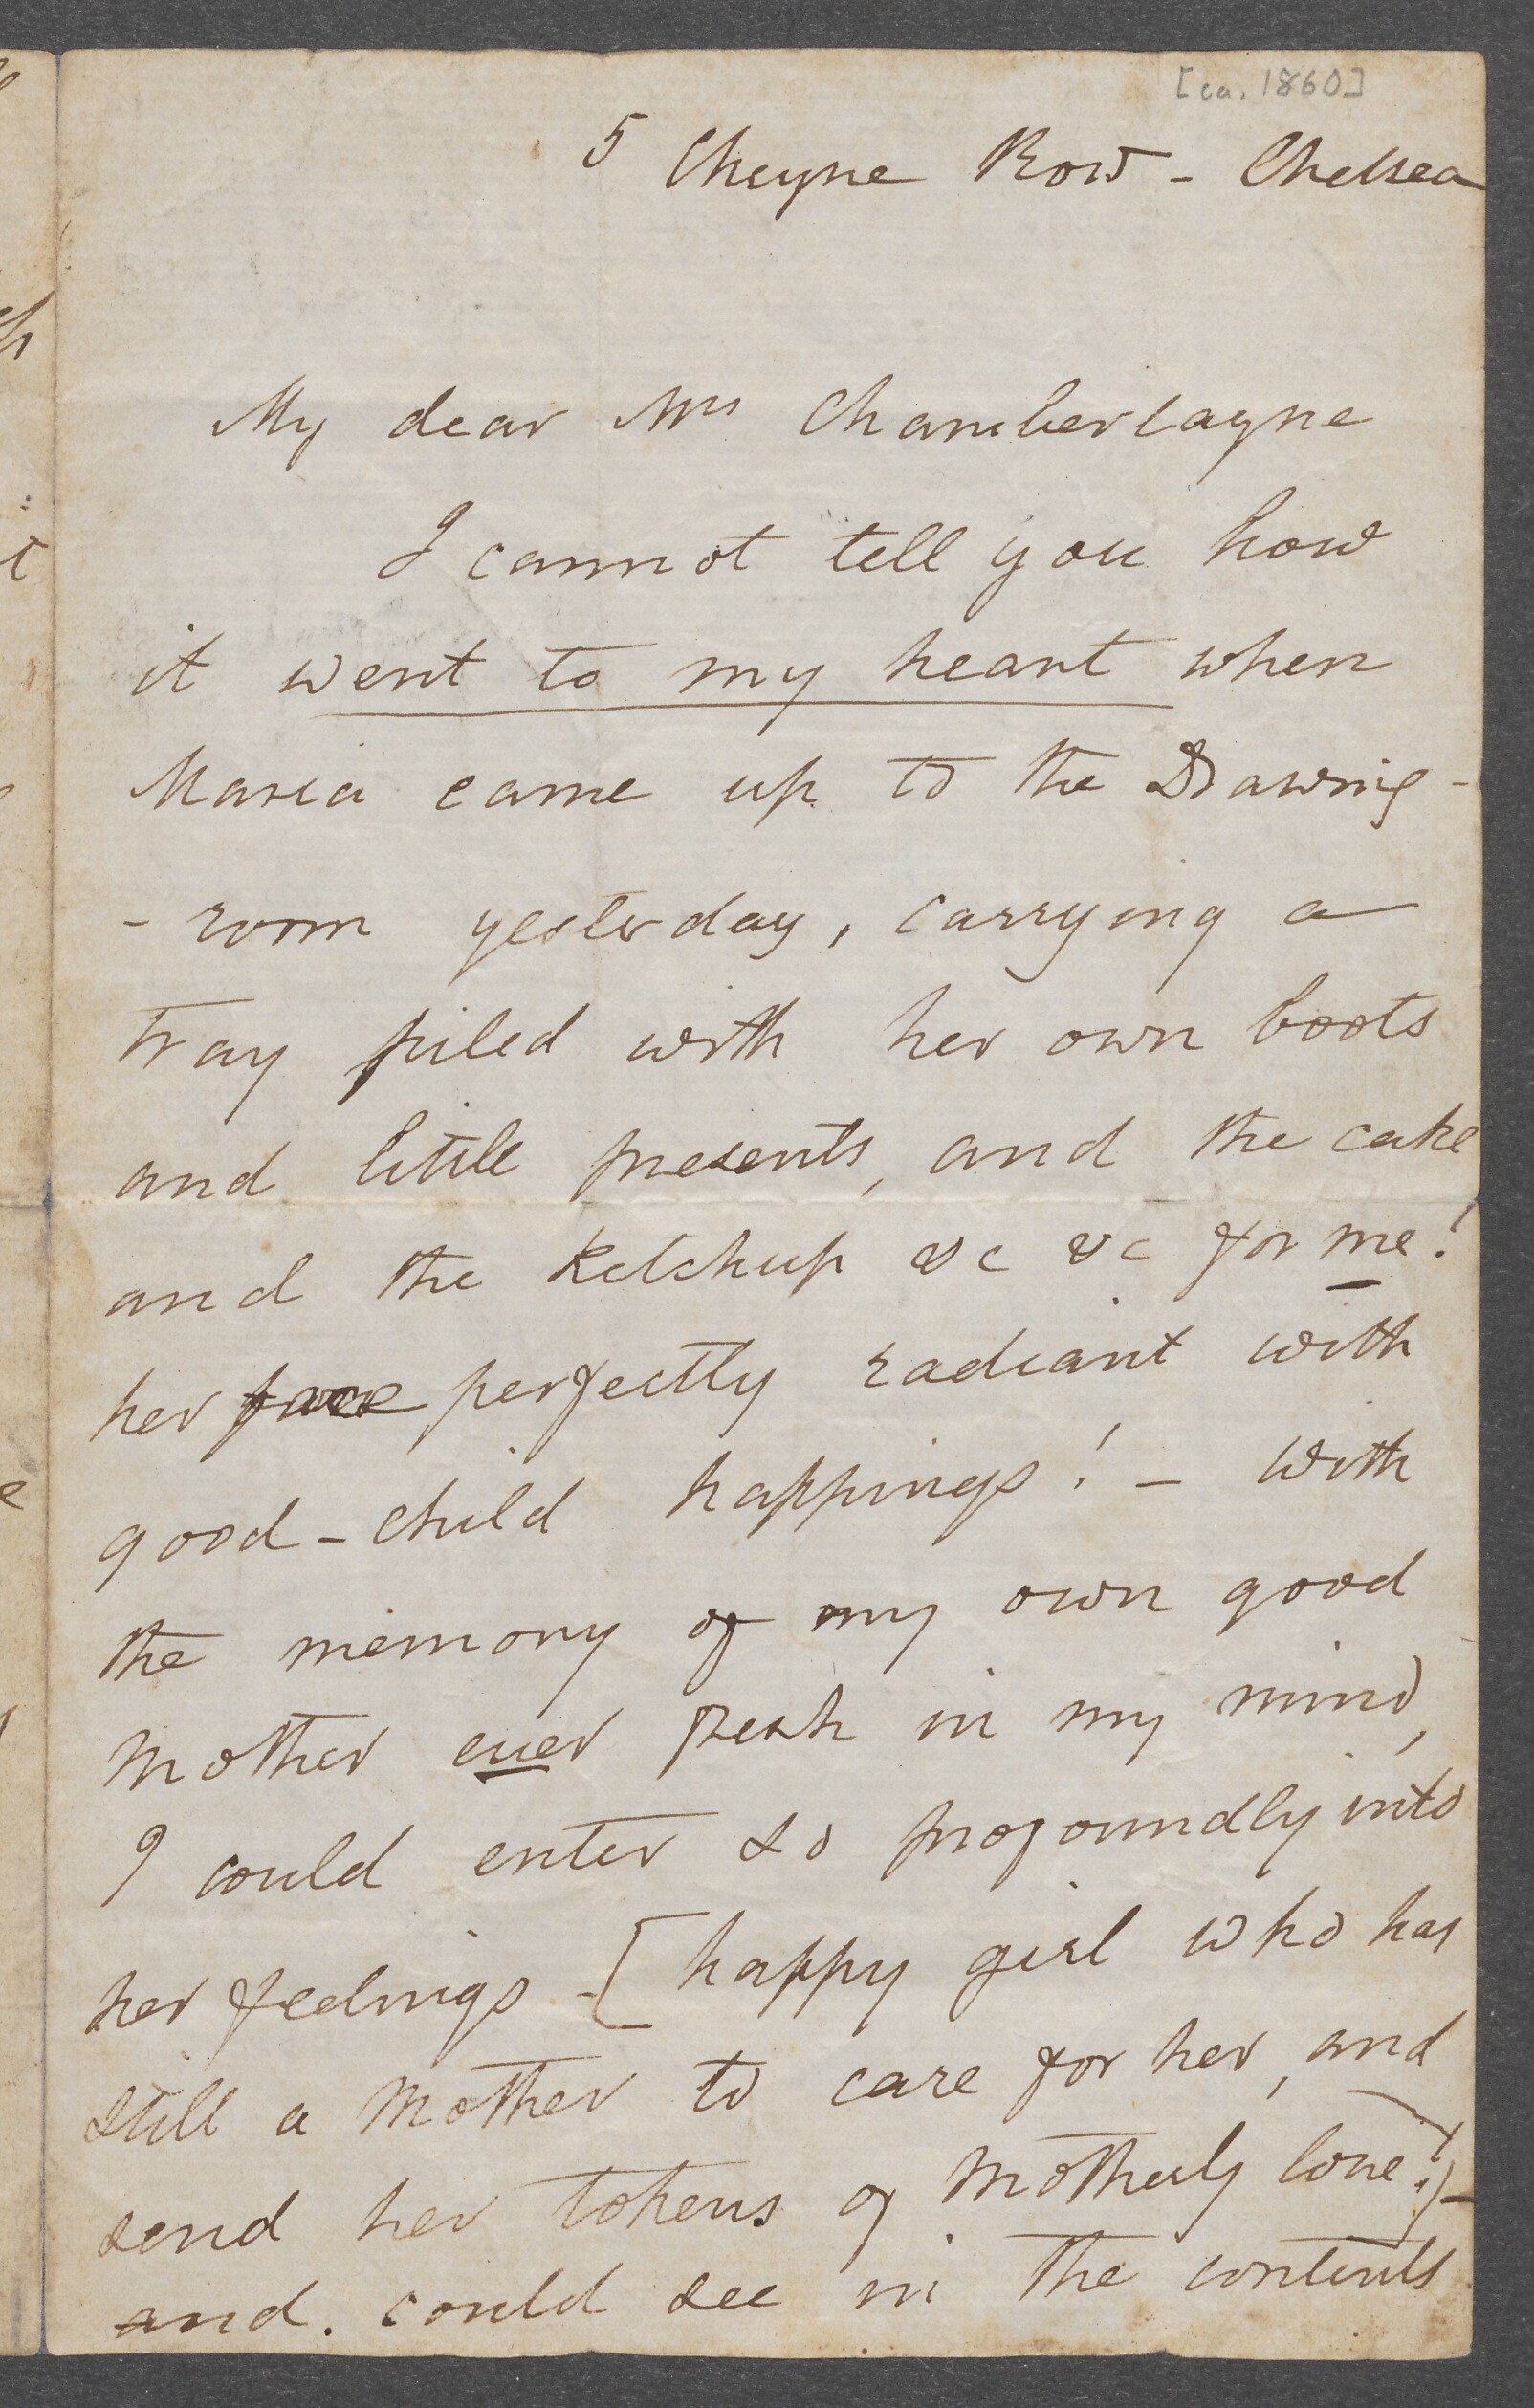 [ca. 1860]
5 Cheyne Row - Chelsea
My dear Mrs Chamberlayne
I cannot tell you how
it went to my heart when
Maria came up to the Drawing-
-room yesterday, carrying a
tray piled with her own boots
and little presents, and the cake
and the Ketchup &c &c for me!
her face perfectly radiant with
good-child happings! - With
the memory of my own good
Mother ever fresh in my mind,
I could enter so profoundly into
her feelings - [happy girl who has
still a Mother to care for her, and
send her tokens of Motherly love!) -
and. could see in the contents